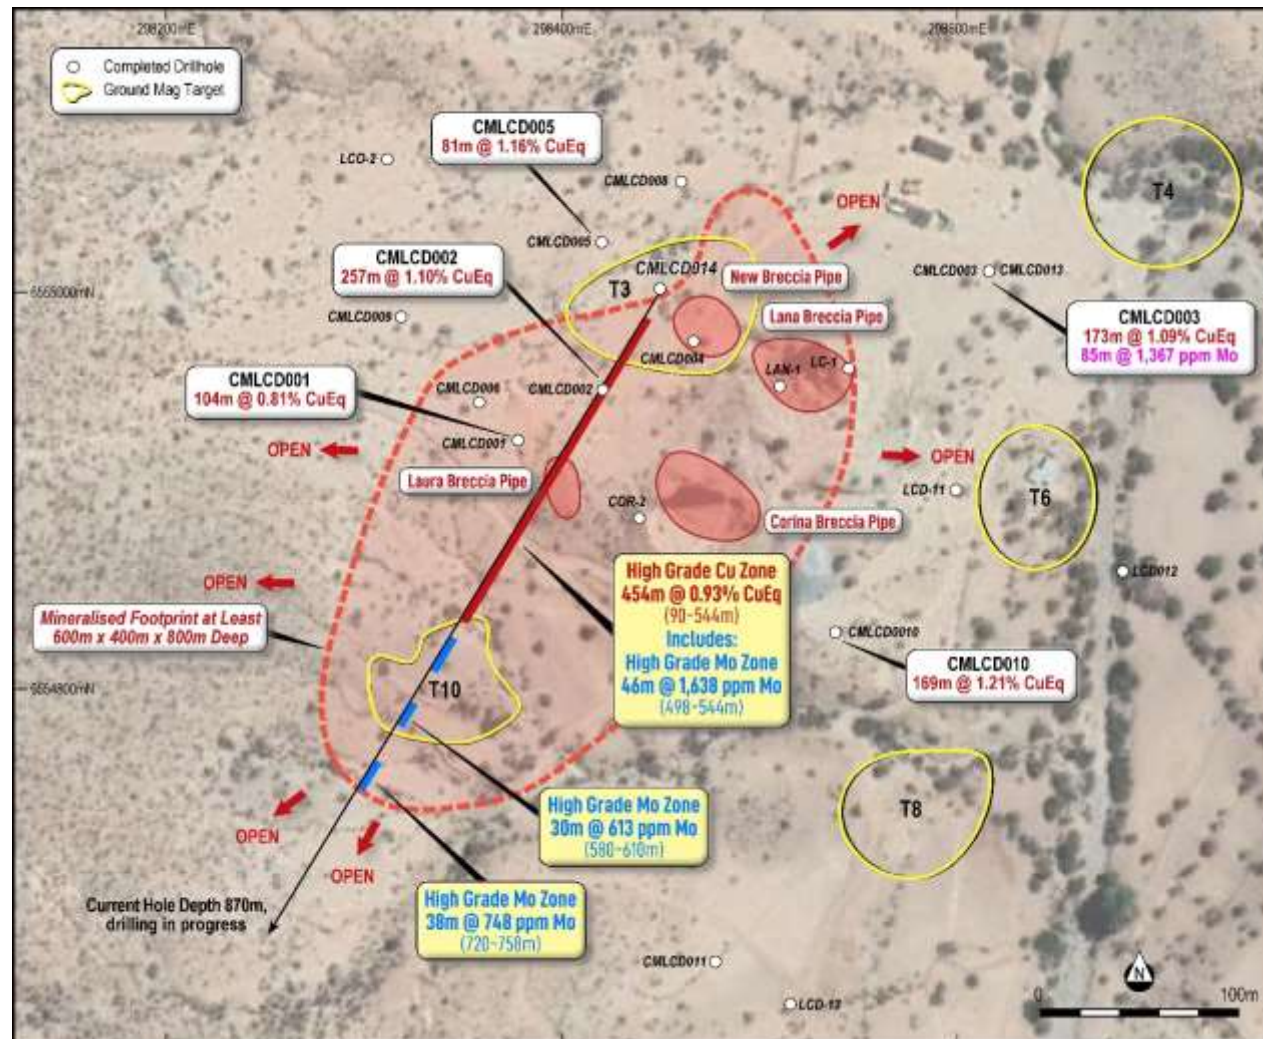 298200mE
298400mE
298600mE
Completed Drillhole
Ground Mag Target
CMLCD005
81m @ 1.16% CuEq
LCD-2
CMLCD008
T4
OPEN
CMLCD005
CMLCD002
257m @ 1.10% CuEq
CMLCD014
T3
New Breccia Pipe
CMLCD003
CMLCD013
6555000mN
CMLCD009
Lana Breccia Pipe
CMLCD003
173m @ 1.09% CuEq
85m @ 1,367 ppm Mo
CMLCD004
LAN-1
LC-1
CMLCD001
104m @ 0.81% CuEq
CMLCD006
CMLCD002
CMLCD001
OPEN
OPEN
Laura Breccia Pipe
LCD-11
T6
COR-2
Corina Breccia Pipe
High Grade Cu Zone
454m @ 0.93% CuEq
(90-544m)
Includes:
High Grade Mo Zone
46m @ 1,638 ppm Mo
(498-544m)
LCD012
OPEN
Mineralised Footprint at Least
600m x 400m x 800m Deep
CMLCD0010
CMLCD010
169m @ 1.21% CuEq
6554800mN
T10
T8
High Grade Mo Zone
30m @ 613 ppm Mo
(580-610m)
OPEN
OPEN
High Grade Mo Zone
38m @ 748 ppm Mo
(720-758m)
Current Hole Depth 870m,
drilling in progress
CMLCD011
LCD-13
N
0
100m